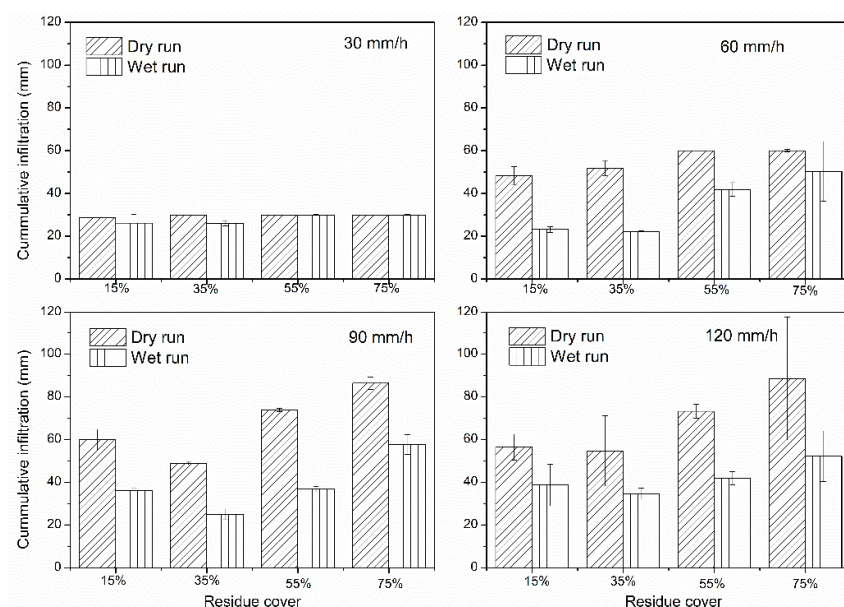 120
100
80
60
40
20
0
Cummulative infiltration (mm)
Dry run
Wet run
30 mm/h
15%
35%
55%
75%
120
100
80
60
40
20
0
Dry run
Wet run
60 mm/h
15%
35%
55%
75%
120
100
80
60
40
20
0
Cummulative infiltration (mm)
Dry run
Wet run
90 mm/h
15%
35%
55%
75%
Residue cover
120
100
80
60
40
20
0
Dry run
Wet run
120 mm/h
15%
35%
55%
75%
Residue cover